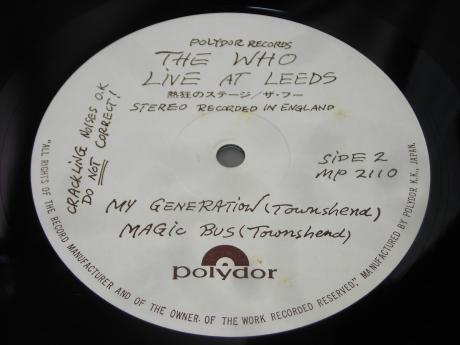 POLYDOR RECORDS
THE WHO
LIVE AT LEEDS
熱狂のステージ/ザ・フー
STEREO RECORDED IN ENGLAND
CRACKLING NOISES O.K
DO NOT CORRECT!
SIDE 2
MP 2110
MY GENERATION (Townshend)
MAGIC BUS (Townshend)
polydor
"ALL RIGHTS OF THE RECORD MANUFACTURER AND OF THE OWNER OF THE WORK RECORDED RESERVED," MANUFACTURED BY POLYDOR K.K., JAPAN.